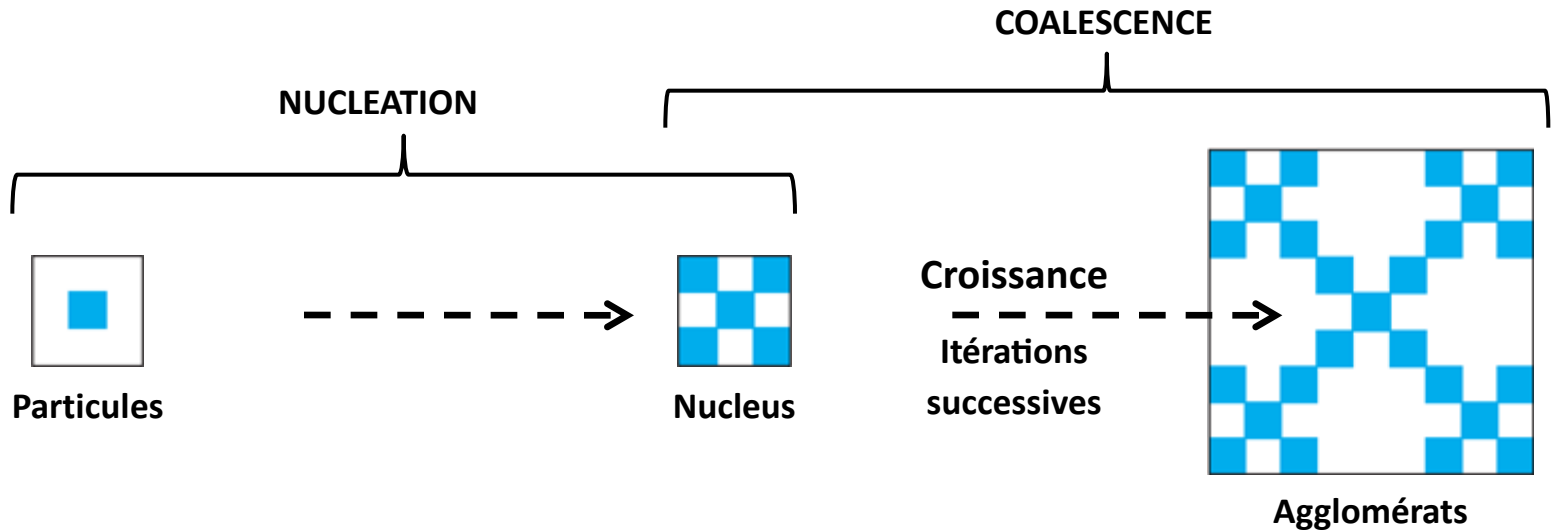 COALESCENCE
NUCLEATION
Croissance
Itérations
successives
Particules
Nucleus
Agglomérats